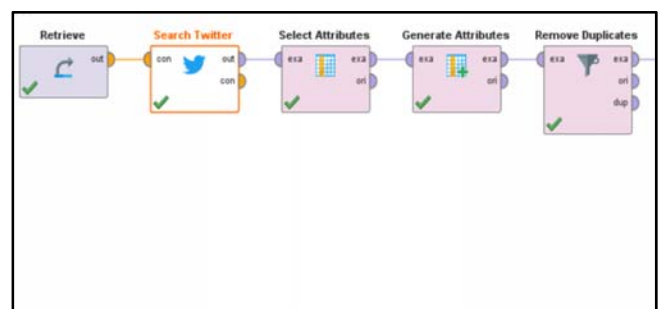 Retrieve Search Twitter Select Attributes Generate Attributes Remove Duplicates
out con out exa exa exa exa exa exa
con ori ori ori
dup